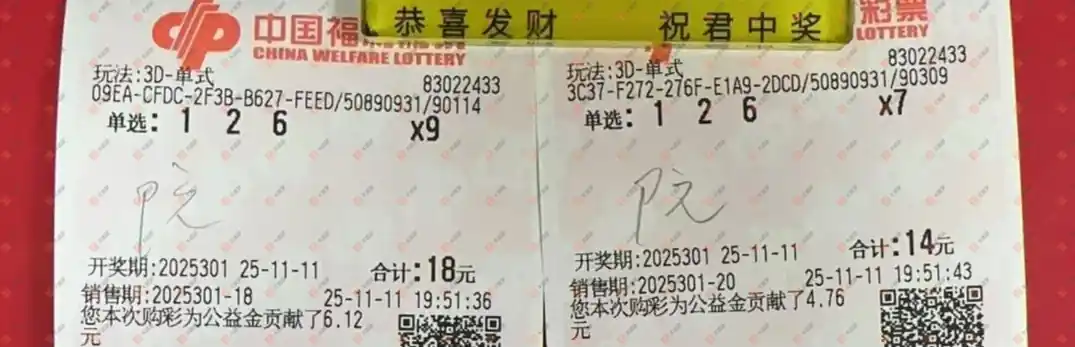 恭喜发财 祝君中奖
中国福
CHINA WELFARE LOTTERY
玩法:3D-单式 83022433
09EA-CFDC-2F3B-B627-FEED/50890931/90114
单选: 1 2 6 x9
阮
开奖期:2025301 25-11-11 合计:18元
销售期:2025301-18 25-11-11 19:51:36
您本次购彩为公益金贡献了6.12
元
彩票
LOTTERY
83022433
玩法:3D-单式
3C37-F272-276F-E1A9-2DCD/50890931/90309
单选: 1 2 6 x7
阮
开奖期:2025301 25-11-11 合计:14元
销售期:2025301-20 25-11-11 19:51:43
您本次购彩为公益金贡献了4.76
元